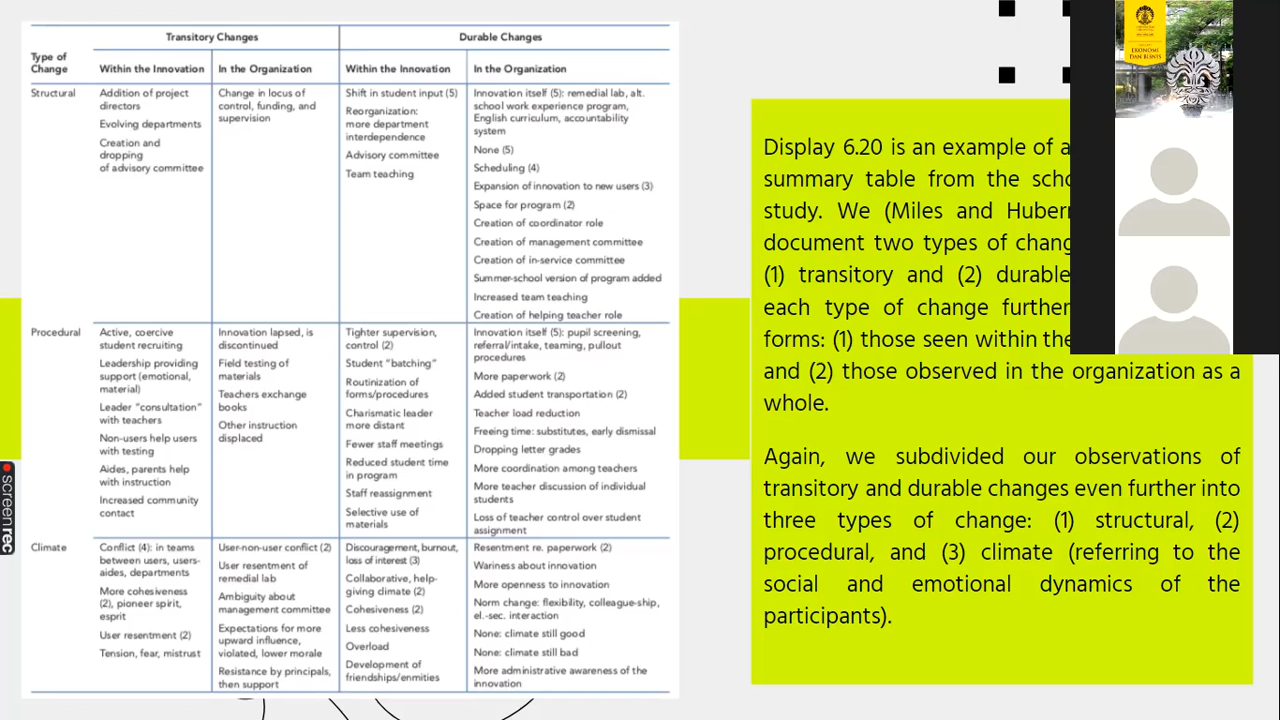 Transitory Changes
Durable Changes
Type of
Change
Within the Innovation
In the Organization
Within the Innovation
In the Organization
Structural
Addition of project
directors
Evolving departments
Creation and
dropping
of advisory committee
Change in locus of
control, funding, and
supervision
Shift in student input (5)
Reorganization:
more department
interdependence
Advisory committee
Team teaching
Innovation itself (5): remedial lab, alt.
school work experience program,
English curriculum, accountability
system
None (5)
Scheduling (4)
Expansion of innovation to new users (3)
Space for program (2)
Creation of coordinator role
Creation of management committee
Creation of in-service committee
Summer-school version of program added
Increased team teaching
Creation of helping teacher role
Procedural
Active, coercive
student recruiting
Leadership providing
support (emotional,
material)
Leader “consultation”
with teachers
Non-users help users
with testing
Aides, parents help
with instruction
Increased community
contact
Innovation lapsed, is
discontinued
Field testing of
materials
Teachers exchange
books
Other instruction
displaced
Tighter supervision,
control (2)
Student “batching”
Routinization of
forms/procedures
Charismatic leader
more distant
Fewer staff meetings
Reduced student time
in program
Staff reassignment
Selective use of
materials
Innovation itself (5): pupil screening,
referral/intake, teaming, pullout
procedures
More paperwork (2)
Added student transportation (2)
Teacher load reduction
Freeing time: substitutes, early dismissal
Dropping letter grades
More coordination among teachers
More teacher discussion of individual
students
Loss of teacher control over student
assignment
Climate
Conflict (4): in teams
between users, users-
aides, departments
More cohesiveness
(2), pioneer spirit,
esprit
User resentment (2)
Tension, fear, mistrust
User-non-user conflict (2)
User resentment of
remedial lab
Ambiguity about
management committee
Expectations for more
upward influence,
violated, lower morale
Resistance by principals,
then support
Discouragement, burnout,
loss of interest (3)
Collaborative, help-
giving climate (2)
Cohesiveness (2)
Less cohesiveness
Overload
Development of
friendships/enmities
Resentment re. paperwork (2)
Wariness about innovation
More openness to innovation
Norm change: flexibility, colleague-ship,
el.-sec. interaction
None: climate still good
None: climate still bad
More administrative awareness of the
innovation
Display 6.20 is an example of a
summary table from the
study. We (Miles and
document two types of
(1) transitory and (2) durable
each type of change further
forms: (1) those seen within the
and (2) those observed in the organization as a
whole.
Again, we subdivided our observations of
transitory and durable changes even further into
three types of change: (1) structural, (2)
procedural, and (3) climate (referring to the
social and emotional dynamics of the
participants).
EKONOMI
DAN BISNIS
screenrec